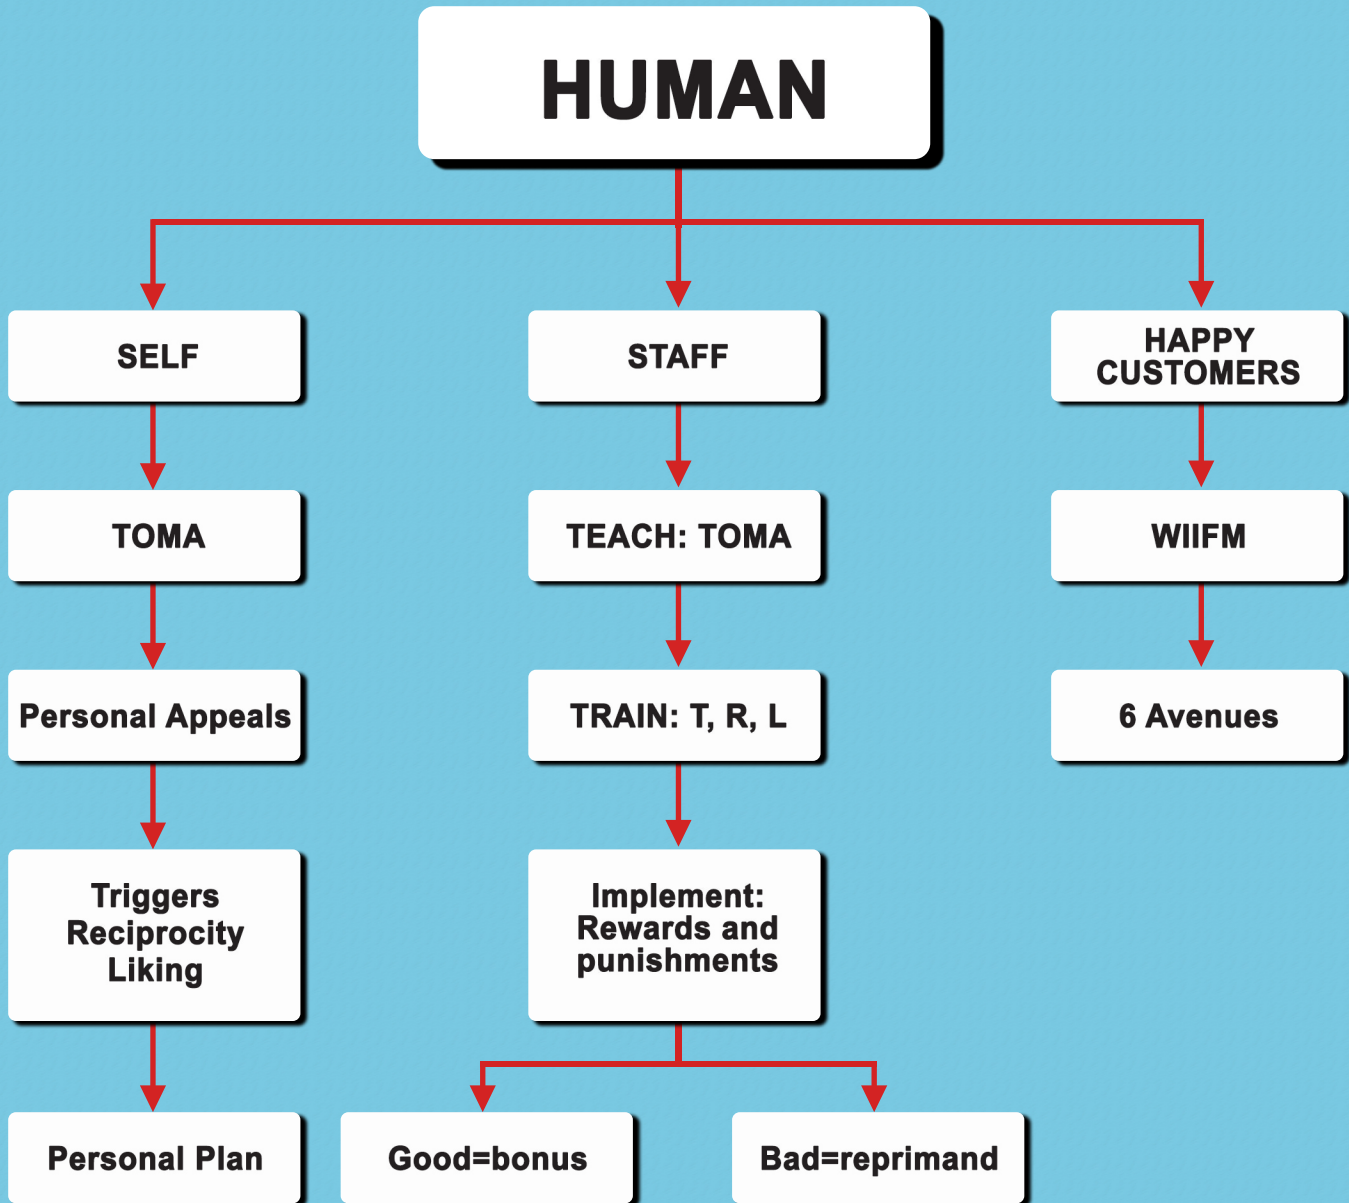 HUMAN
SELF
STAFF
HAPPY
CUSTOMERS
TOMA
TEACH: TOMA
WIIFM
Personal Appeals
TRAIN: T, R, L
6 Avenues
Triggers
Reciprocity
Liking
Implement:
Rewards and
punishments
Personal Plan
Good=bonus
Bad=reprimand